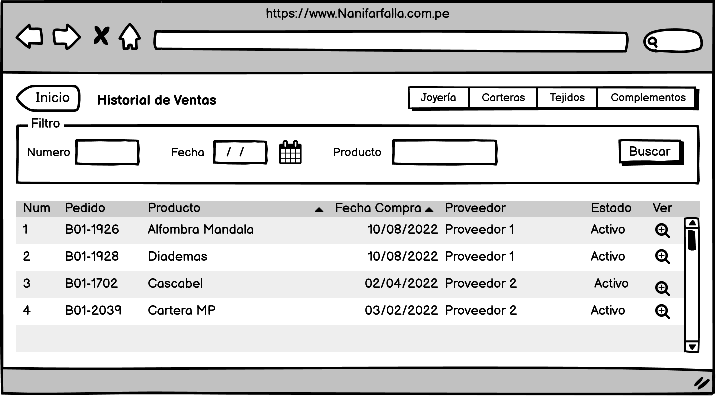 https://www.Nanifarfalla.com.pe
Inicio Historial de Ventas Joyería Carteras Tejidos Complementos
Filtro
Numero Fecha / / Producto Buscar
Num Pedido Producto Fecha Compra Proveedor Estado Ver
1 B01-1926 Alfombra Mandala 10/08/2022 Proveedor 1 Activo
2 B01-1928 Diademas 10/08/2022 Proveedor 1 Activo
3 B01-1702 Cascabel 02/04/2022 Proveedor 2 Activo
4 B01-2039 Cartera MP 03/02/2022 Proveedor 2 Activo